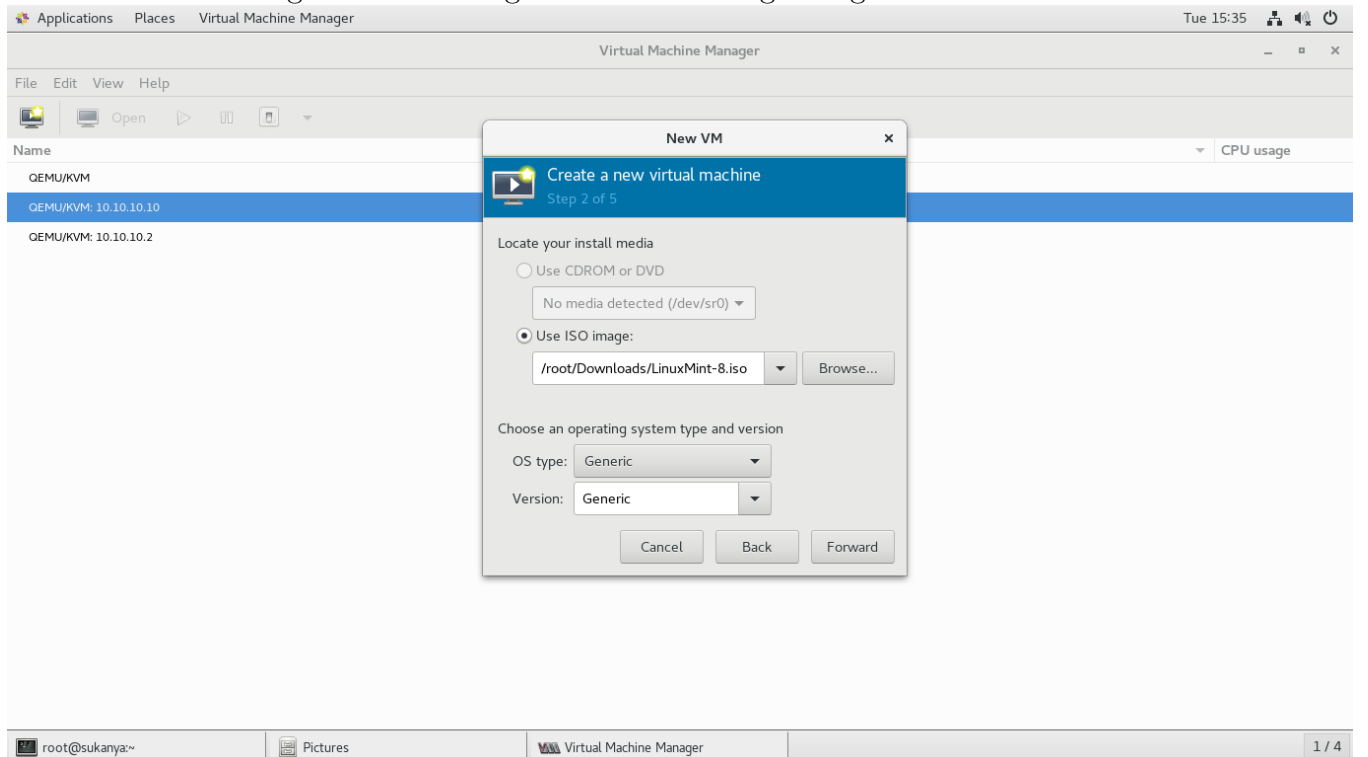 Applications Places Virtual Machine Manager Tue 15:35
Virtual Machine Manager
File Edit View Help
Open
Name CPU usage
QEMU/KVM
QEMU/KVM: 10.10.10.10
QEMU/KVM: 10.10.10.2
New VM
Create a new virtual machine
Step 2 of 5
Locate your install media
Use CDROM or DVD
No media detected (/dev/sr0)
Use ISO image:
/root/Downloads/LinuxMint-8.iso Browse...
Choose an operating system type and version
OS type: Generic
Version: Generic
Cancel Back Forward
root@sukanya:~ Pictures Virtual Machine Manager 1 / 4